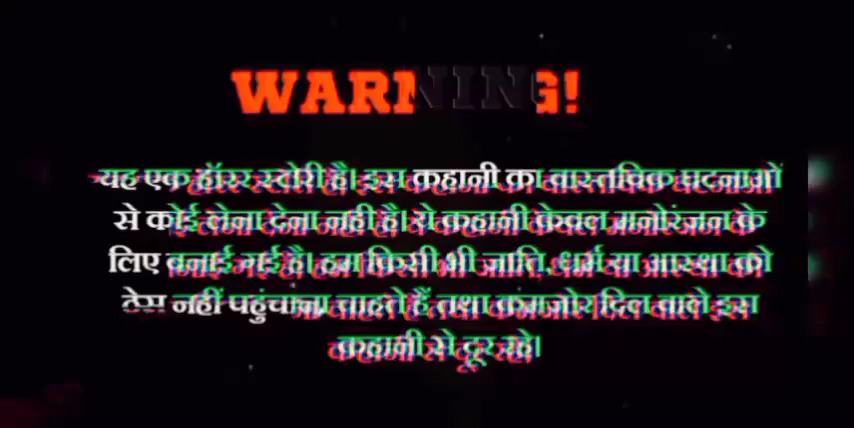 WARNING!
यह एक हॉरर स्टोरी है। इस कहानी का वास्तविक घटनाओं
से कोई लेना देना नही है। ये कहानी केवल मनोरंजन के
लिए बनाई गई है। हम किसी भी जाति, धर्म या आस्था को
ठेस नहीं पहुंचाना चाहते हैं तथा कमजोर दिल वाले इस
कहानी से दूर रहे।